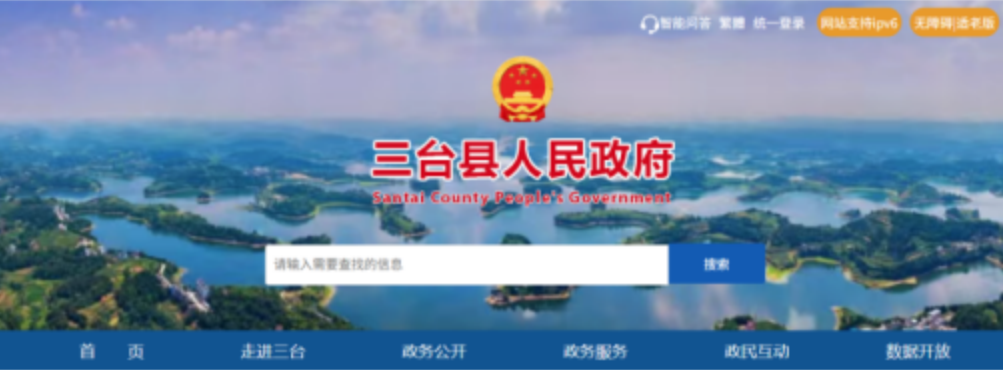 智能问答 繁體 统一登录 网站支持ipv6 无障碍|适老版
三台县人民政府
Santai County People's Government
请输入需要查找的信息 搜索
首 页 走进三台 政务公开 政务服务 政民互动 数据开放